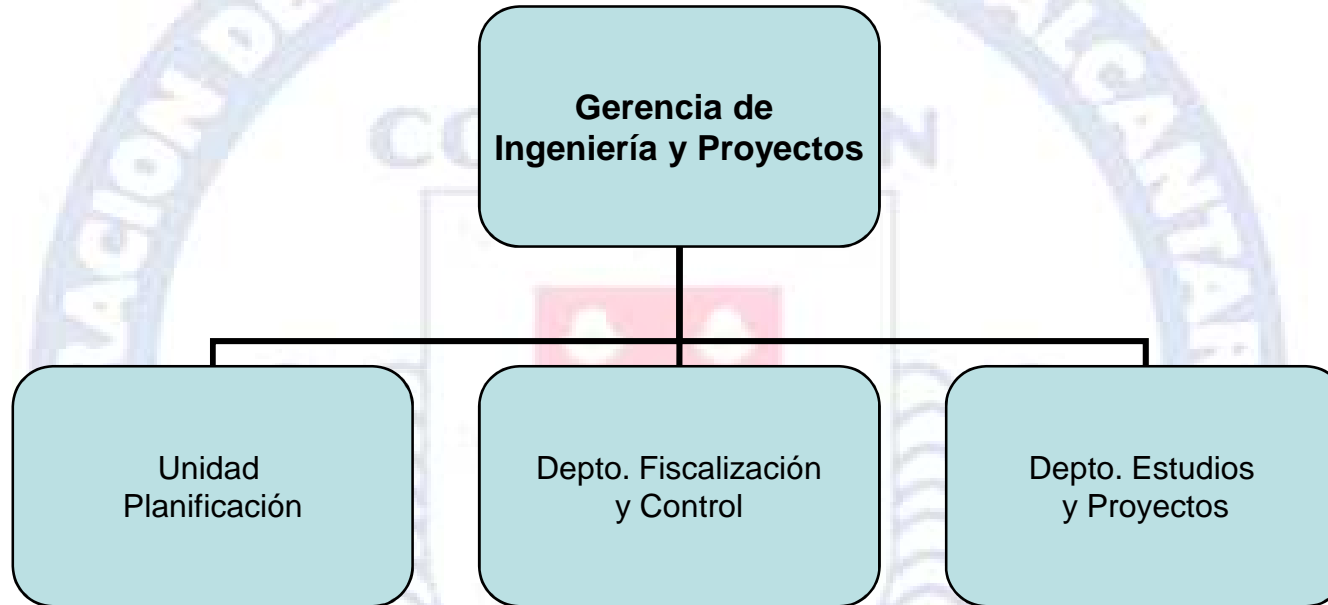 Gerencia de
Ingeniería y Proyectos
Unidad
Planificación
Depto. Fiscalización
y Control
Depto. Estudios
y Proyectos